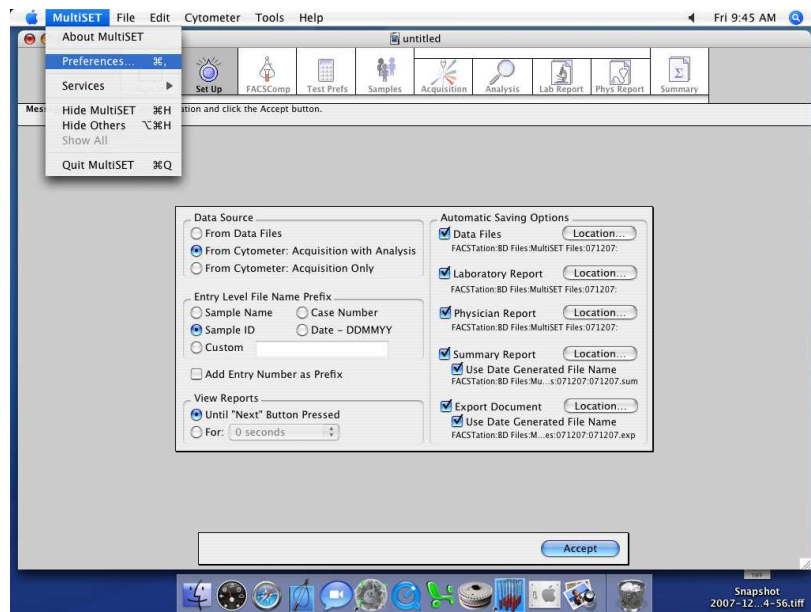 MultiSET File Edit Cytometer Tools Help Fri 9:45 AM
About MultiSET
Preferences... ⌘,
Services
Hide MultiSET ⌘H
Hide Others ⌥⌘H
Show All
Quit MultiSET ⌘Q
untitled
Set Up FACSComp Test Prefs Samples Acquisition Analysis Lab Report Phys Report Summary
Mes
ation and click the Accept button.
Data Source
From Data Files
From Cytometer: Acquisition with Analysis
From Cytometer: Acquisition Only
Entry Level File Name Prefix
Sample Name Case Number
Sample ID Date - DDMMYY
Custom
Add Entry Number as Prefix
View Reports
Until "Next" Button Pressed
For: 0 seconds
Automatic Saving Options
Data Files Location...
FACSTation:BD Files:MultiSET Files:071207:
Laboratory Report Location...
FACSTation:BD Files:MultiSET Files:071207:
Physician Report Location...
FACSTation:BD Files:MultiSET Files:071207:
Summary Report Location...
Use Date Generated File Name
FACSTation:BD Files:Mu...s:071207:071207.sum
Export Document Location...
Use Date Generated File Name
FACSTation:BD Files:M...es:071207:071207.exp
Accept
Snapshot
2007-12...4-56.tiff